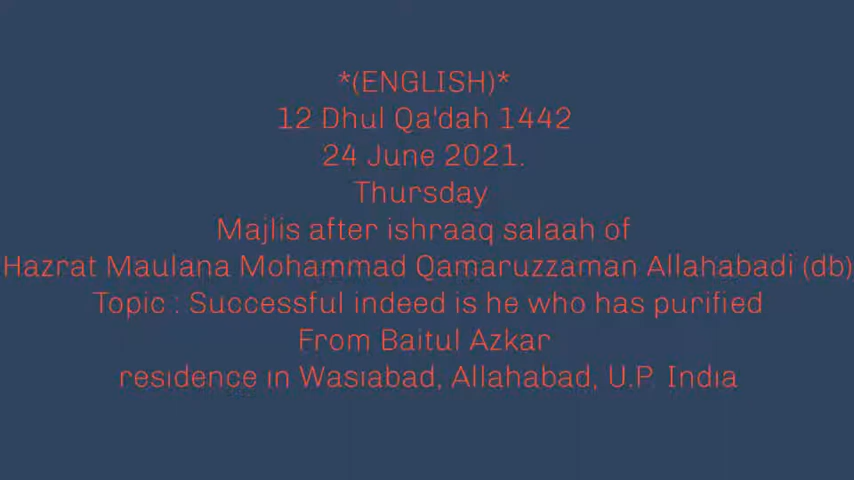 *(ENGLISH)*
12 Dhul Qa'dah 1442
24 June 2021.
Thursday
Majlis after ishraaq salaah of
Hazrat Maulana Mohammad Qamaruzzaman Allahabadi (db)
Topic : Successful indeed is he who has purified
From Baitul Azkar
residence in Wasiabad, Allahabad, U.P. India